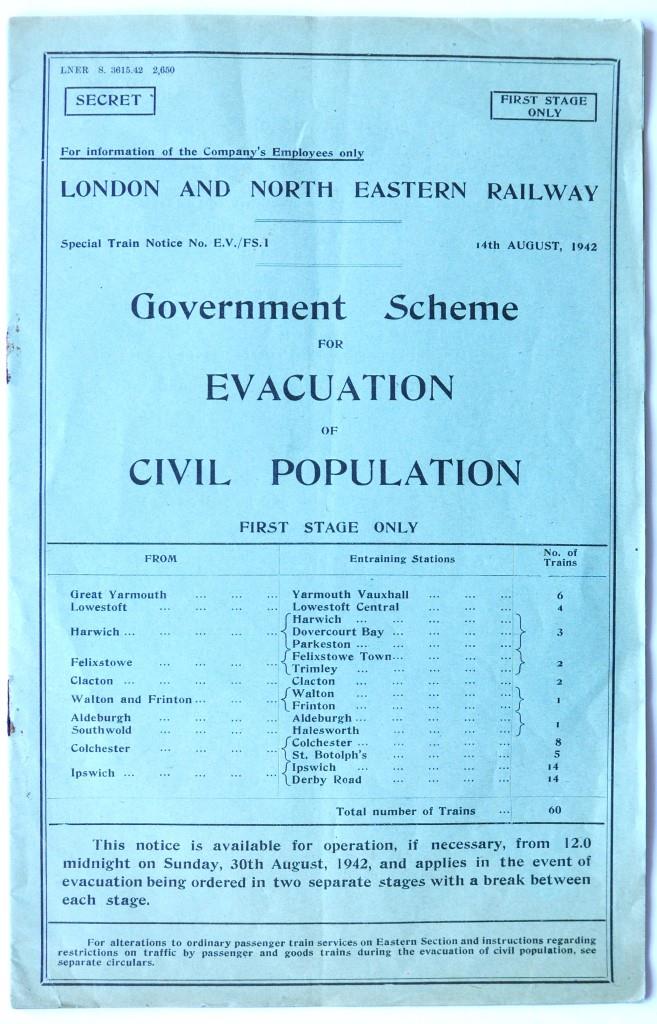 LNER S. 3615.42 2,650
SECRET
FIRST STAGE
ONLY
For information of the Company's Employees only
LONDON AND NORTH EASTERN RAILWAY
Special Train Notice No. E.V./FS.1 14th AUGUST, 1942
Government Scheme
FOR
EVACUATION
OF
CIVIL POPULATION
FIRST STAGE ONLY
FROM Entraining Stations No. of Trains
Great Yarmouth ... ... ... Yarmouth Vauxhall ... ... ... 6
Lowestoft ... ... ... ... Lowestoft Central ... ... ... 4
Harwich ... ... ... ... ...
Harwich ... ... ... ... ...
Dovercourt Bay ... ... ... ... 3
Parkeston ... ... ... ... ...
Felixstowe ... ... ... ...
Felixstowe Town... ... ... ...
Trimley ... ... ... ... ... 2
Clacton ... ... ... ... ... Clacton ... ... ... ... ... 2
Walton and Frinton ... ... ...
Walton ... ... ... ... ...
Frinton ... ... ... ... ... 1
Aldeburgh ... ... ... ... Aldeburgh ... ... ... ... ...
Southwold ... ... ... ... Halesworth ... ... ... ... 1
Colchester ... ... ... ...
Colchester ... ... ... ... ... 8
St. Botolph's ... ... ... ... 5
Ipswich ... ... ... ... ...
Ipswich ... ... ... ... ... 14
Derby Road ... ... ... ... 14
Total number of Trains ... 60
This notice is available for operation, if necessary, from 12.0
midnight on Sunday, 30th August, 1942, and applies in the event of
evacuation being ordered in two separate stages with a break between
each stage.
For alterations to ordinary passenger train services on Eastern Section and instructions regarding
restrictions on traffic by passenger and goods trains during the evacuation of civil population, see
separate circulars.